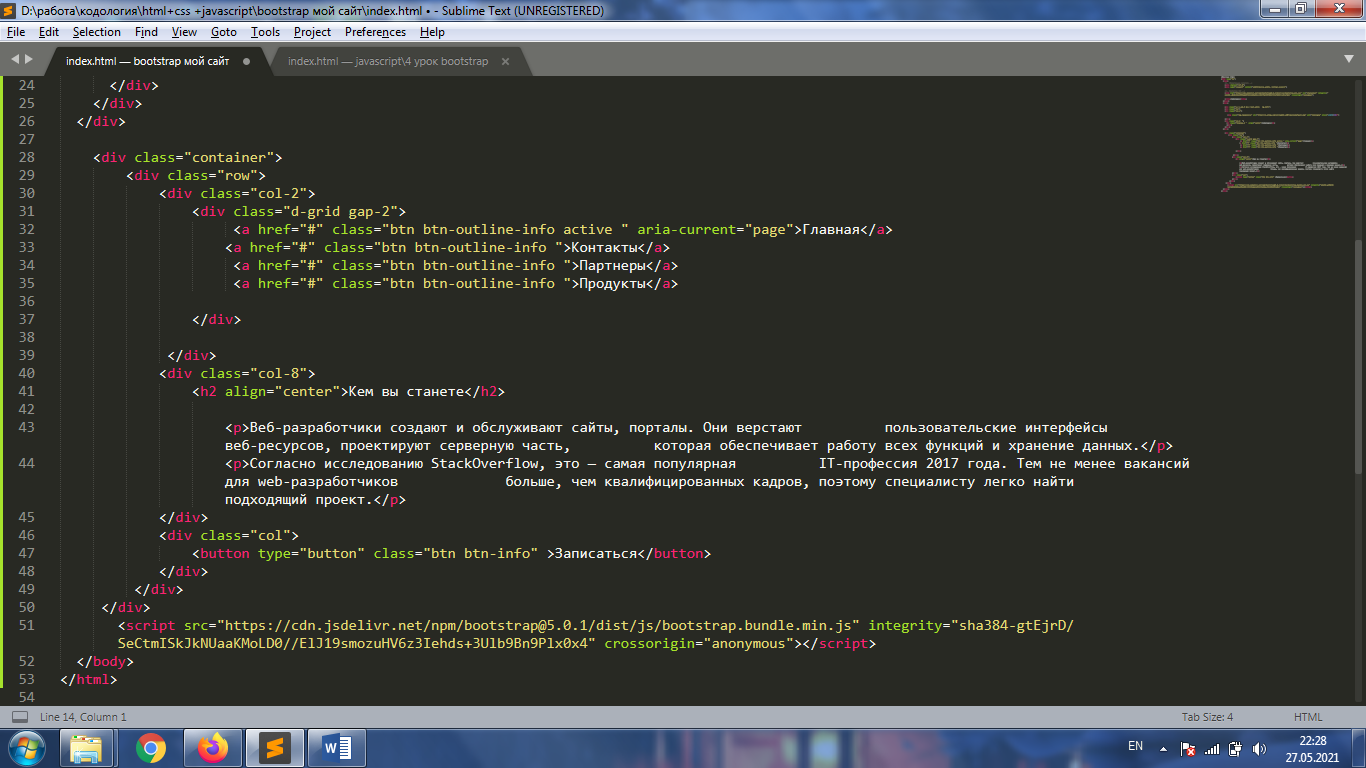 D:\работа\кодология\html+css +javascript\bootstrap мой сайт\index.html • - Sublime Text (UNREGISTERED)
File Edit Selection Find View Goto Tools Project Preferences Help
index.html — bootstrap мой сайт index.html — javascript\4 урок bootstrap
24 </div>
25 </div>
26 </div>
27
28 <div class="container">
29 <div class="row">
30 <div class="col-2">
31 <div class="d-grid gap-2">
32 <a href="#" class="btn btn-outline-info active " aria-current="page">Главная</a>
33 <a href="#" class="btn btn-outline-info ">Контакты</a>
34 <a href="#" class="btn btn-outline-info ">Партнеры</a>
35 <a href="#" class="btn btn-outline-info ">Продукты</a>
36
37 </div>
38
39 </div>
40 <div class="col-8">
41 <h2 align="center">Кем вы станете</h2>
42
43 <p>Веб-разработчики создают и обслуживают сайты, порталы. Они верстают пользовательские интерфейсы
веб-ресурсов, проектируют серверную часть, которая обеспечивает работу всех функций и хранение данных.</p>
44 <p>Согласно исследованию StackOverflow, это — самая популярная IT-профессия 2017 года. Тем не менее вакансий
для web-разработчиков больше, чем квалифицированных кадров, поэтому специалисту легко найти
подходящий проект.</p>
45 </div>
46 <div class="col">
47 <button type="button" class="btn btn-info" >Записаться</button>
48 </div>
49 </div>
50 </div>
51 <script src="https://cdn.jsdelivr.net/npm/bootstrap@5.0.1/dist/js/bootstrap.bundle.min.js" integrity="sha384-gtEjrD/
SeCtmISkJkNUaaKMoLD0//ElJ19smozuHV6z3Iehds+3Ulb9Bn9Plx0x4" crossorigin="anonymous"></script>
52 </body>
53 </html>
54
Line 14, Column 1 Tab Size: 4 HTML
EN 22:28
27.05.2021